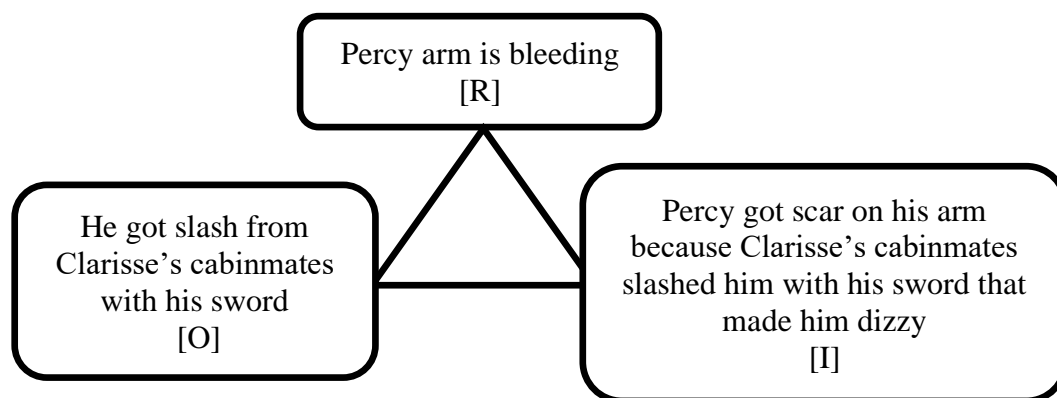 Percy arm is bleeding
[R]
He got slash from
Clarisse’s cabinmates
with his sword
[O]
Percy got scar on his arm
because Clarisse’s cabinmates
slashed him with his sword that
made him dizzy
[I]